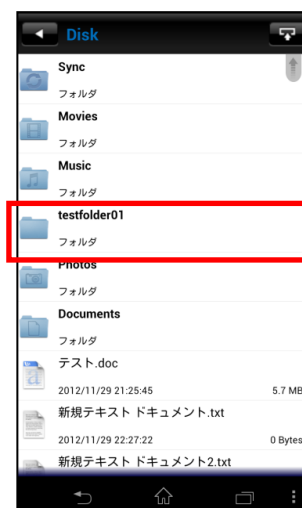 Disk
Sync
フォルダ
Movies
フォルダ
Music
フォルダ
testfolder01
フォルダ
Photos
フォルダ
Documents
フォルダ
テスト.doc
2012/11/29 21:25:45 5.7 MB
新規テキスト ドキュメント.txt
2012/11/29 22:27:22 0 Bytes
新規テキスト ドキュメント2.txt